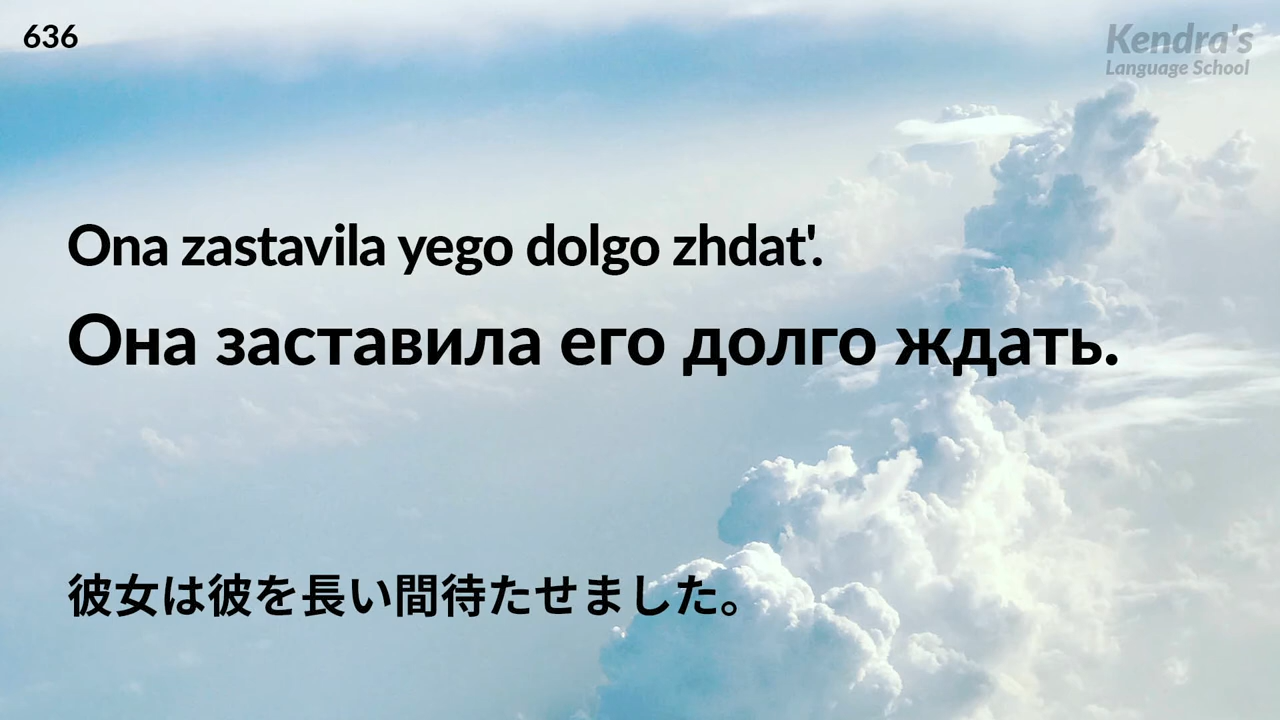 636
Kendra's
Language School
Ona zastavila yego dolgo zhdat'.
Она заставила его долго ждать.
彼女は彼を長い間待たせました。